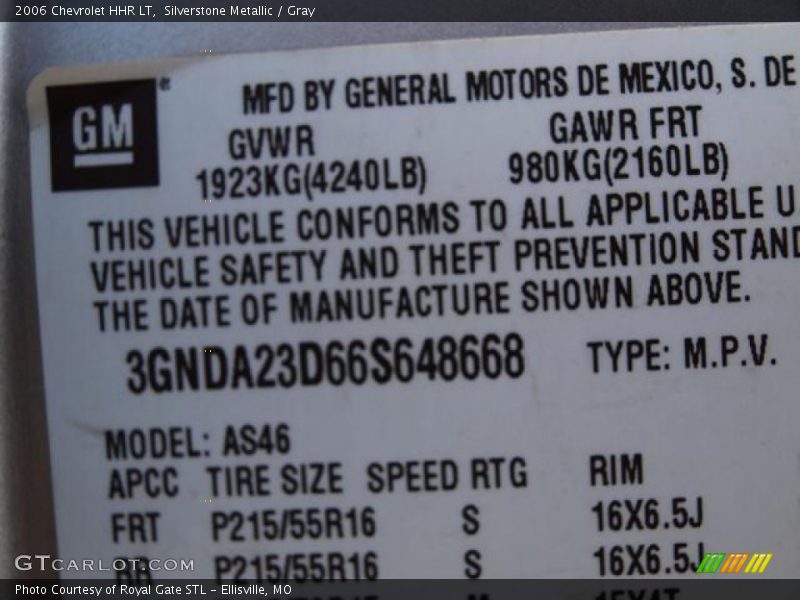 2006 Chevrolet HHR LT,  Silverstone Metallic / Gray
GM ®
MFD BY GENERAL MOTORS DE MEXICO, S. DE
GVWR GAWR FRT
1923KG(4240LB) 980KG(2160LB)
THIS VEHICLE CONFORMS TO ALL APPLICABLE U
VEHICLE SAFETY AND THEFT PREVENTION STAND
THE DATE OF MANUFACTURE SHOWN ABOVE.
3GNDA23D66S648668 TYPE: M.P.V.
MODEL: AS46
APCC TIRE SIZE SPEED RTG RIM
FRT P215/55R16 S 16X6.5J
RR P215/55R16 S 16X6.5J
GTcarlot.com
Photo Courtesy of Royal Gate STL – Ellisville, MO